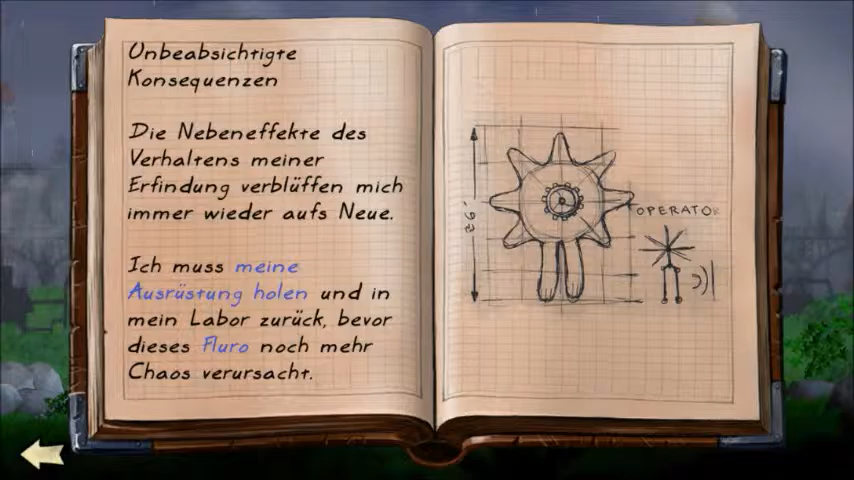 Unbeabsichtigte
Konsequenzen
Die Nebeneffekte des
Verhaltens meiner
Erfindung verblüffen mich
immer wieder aufs Neue.
Ich muss meine
Ausrüstung holen und in
mein Labor zurück, bevor
dieses Fluro noch mehr
Chaos verursacht.
26'
OPERATOR